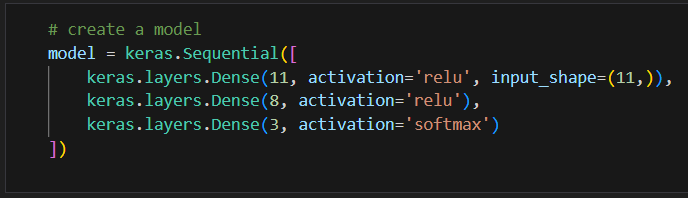 # create a model
model = keras.Sequential([
    keras.layers.Dense(11, activation='relu', input_shape=(11,)),
    keras.layers.Dense(8, activation='relu'),
    keras.layers.Dense(3, activation='softmax')
])